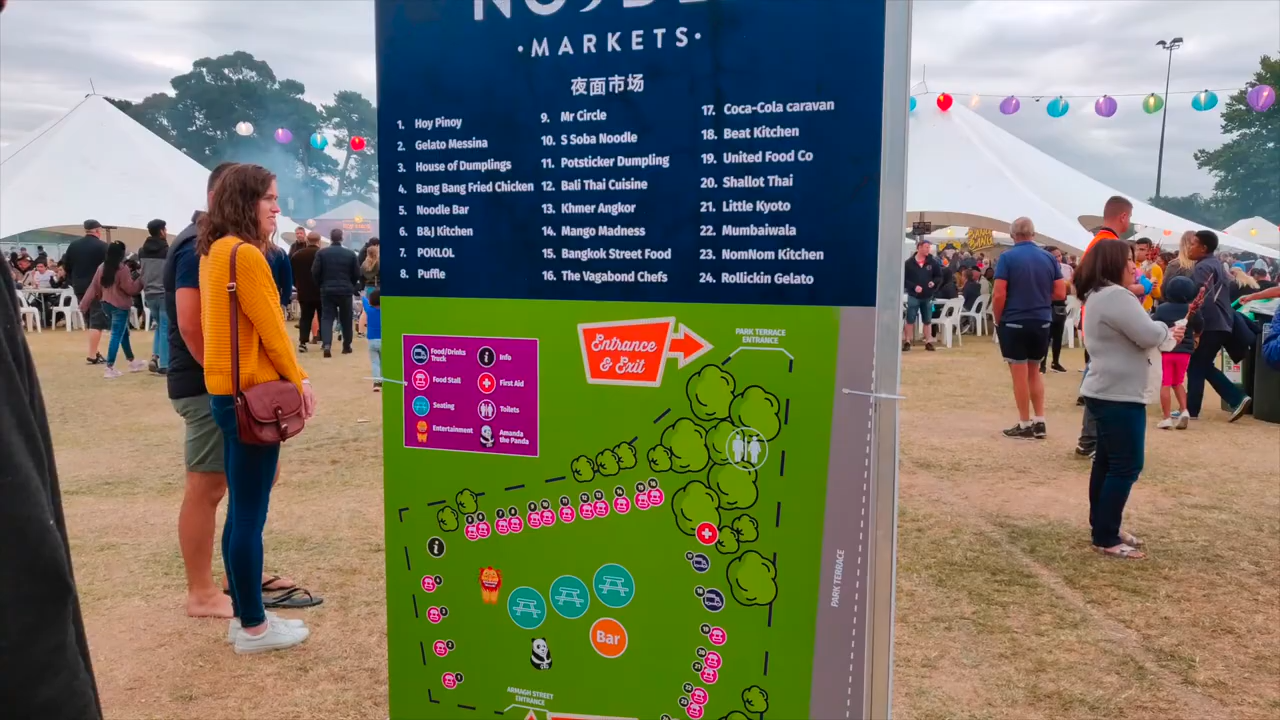 ·MARKETS·
夜面市场
1. Hoy Pinoy
2. Gelato Messina
3. House of Dumplings
4. Bang Bang Fried Chicken
5. Noodle Bar
6. B&J Kitchen
7. POKLOL
8. Puffle
9. Mr Circle
10. S Soba Noodle
11. Potsticker Dumpling
12. Bali Thai Cuisine
13. Khmer Angkor
14. Mango Madness
15. Bangkok Street Food
16. The Vagabond Chefs
17. Coca-Cola caravan
18. Beat Kitchen
19. United Food Co
20. Shallot Thai
21. Little Kyoto
22. Mumbaiwala
23. NomNom Kitchen
24. Rollickin Gelato
Food/Drinks
Truck
Food Stall
Seating
Entertainment
i Info
First Aid
Toilets
Amanda
the Panda
Entrance
& Exit
PARK TERRACE
ENTRANCE
PARK TERRACE
i
Bar
ARMAGH STREET
ENTRANCE